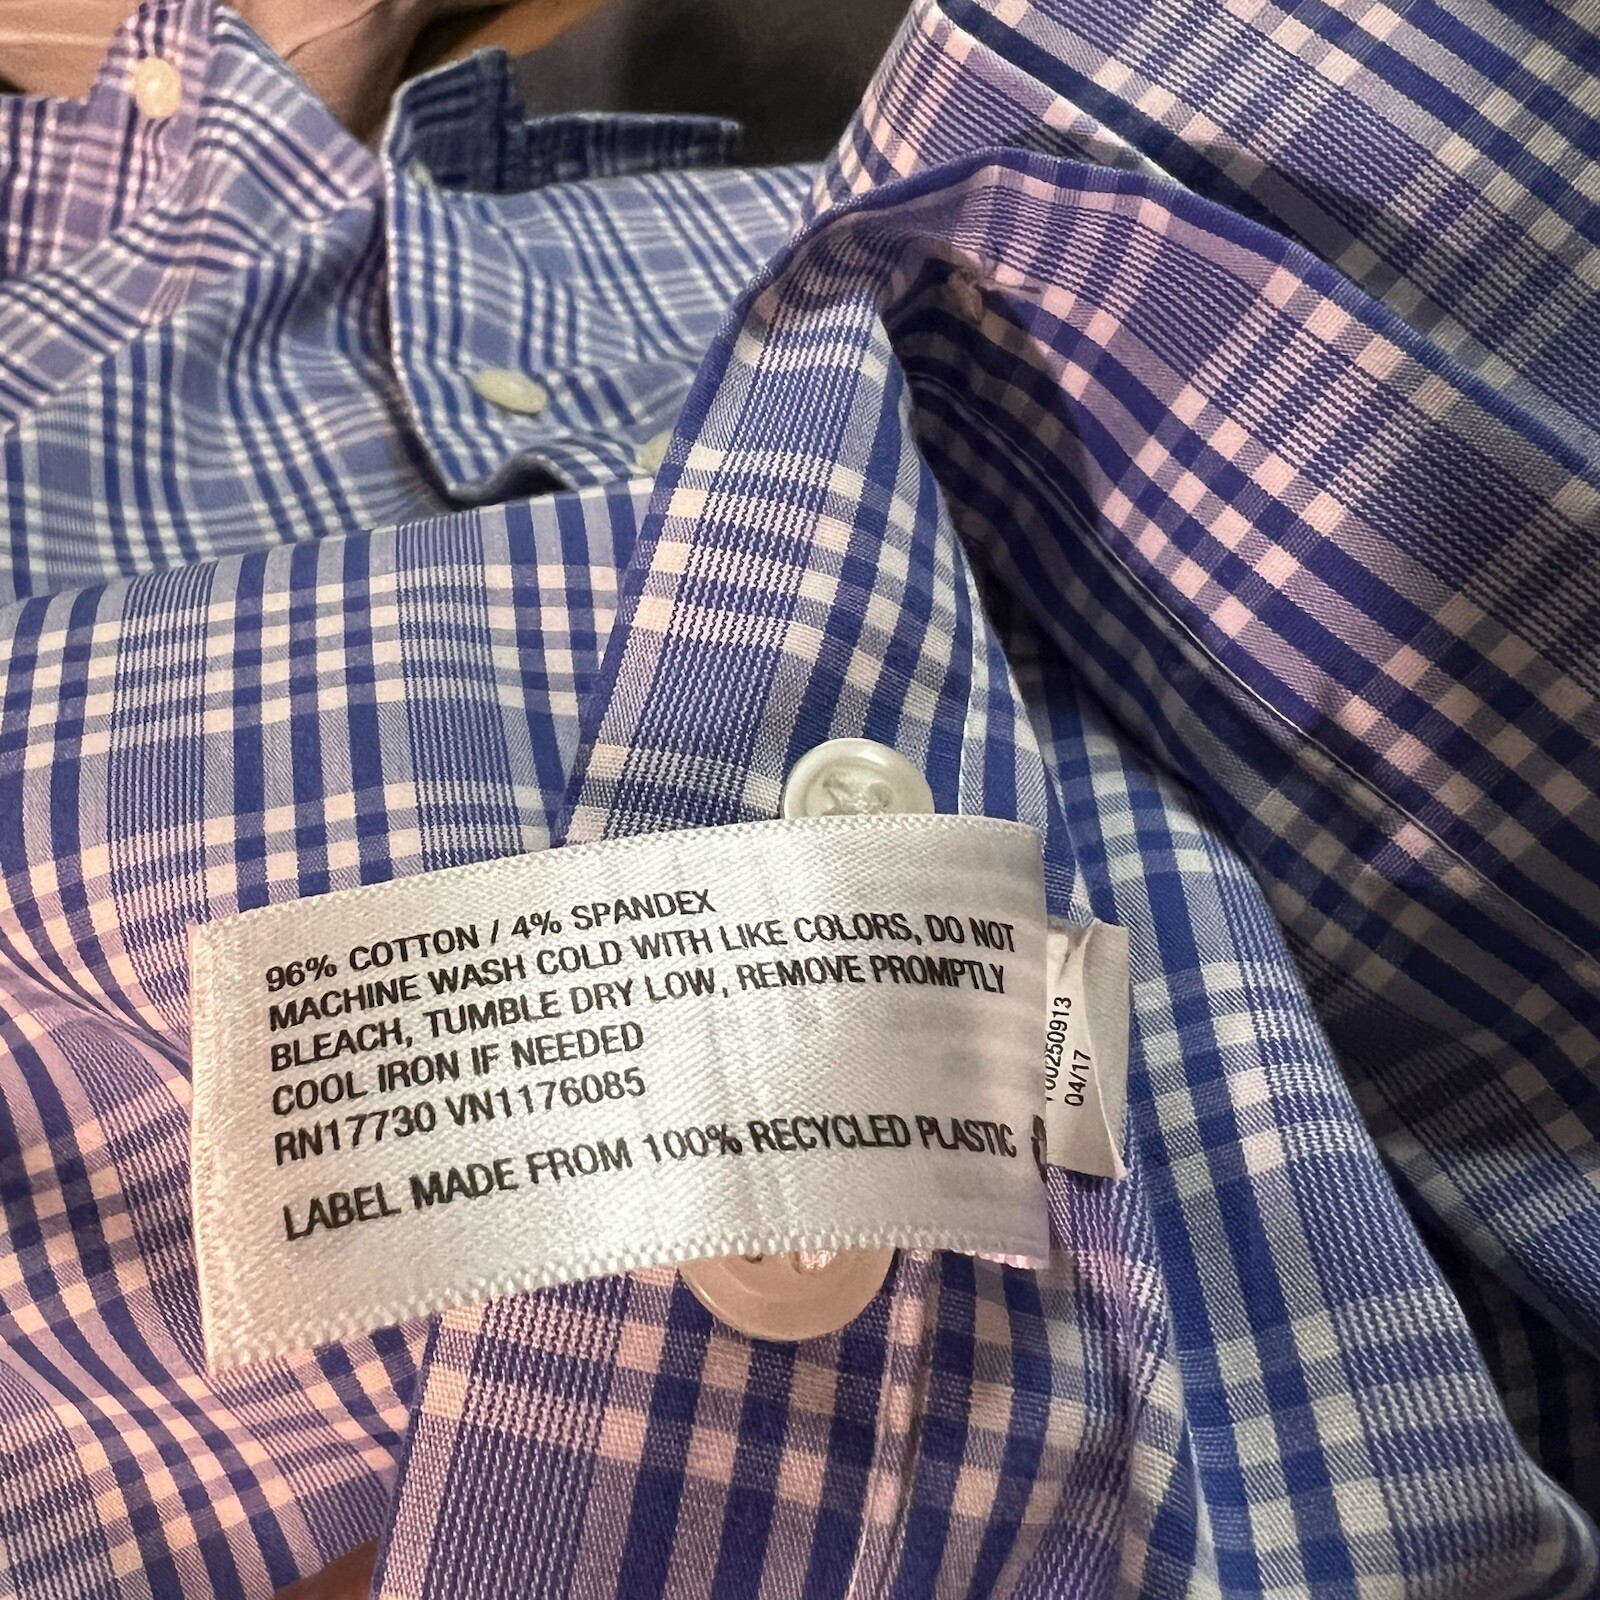 96% COTTON / 4% SPANDEX
MACHINE WASH COLD WITH LIKE COLORS, DO NOT
BLEACH, TUMBLE DRY LOW, REMOVE PROMPTLY
COOL IRON IF NEEDED
RN17730 VN1176085
LABEL MADE FROM 100% RECYCLED PLASTIC
04/17